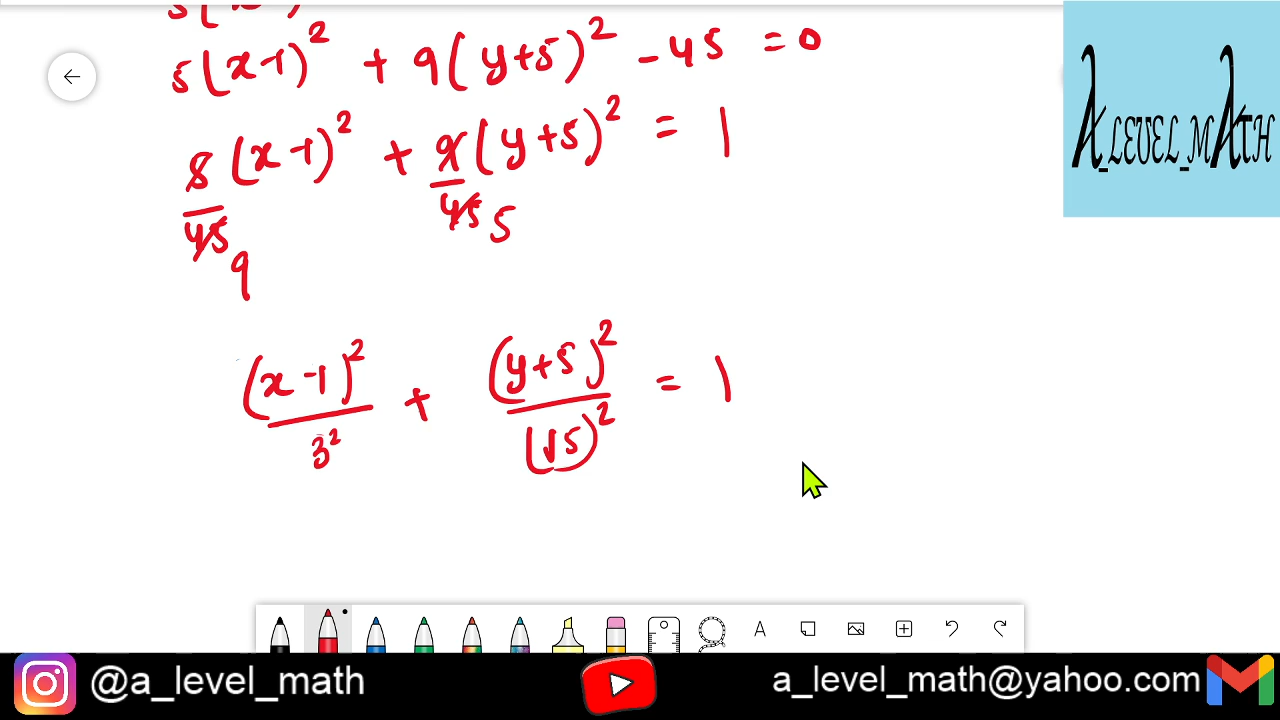 5(x-1)² + 9(y+5)² - 45 = 0
5/45 9 (x-1)² + 9/45 5 (y+5)² = 1
(x-1)²/3² + (y+5)²/(√5)² = 1
A_LEVEL_MATH
A
@a_level_math
a_level_math@yahoo.com